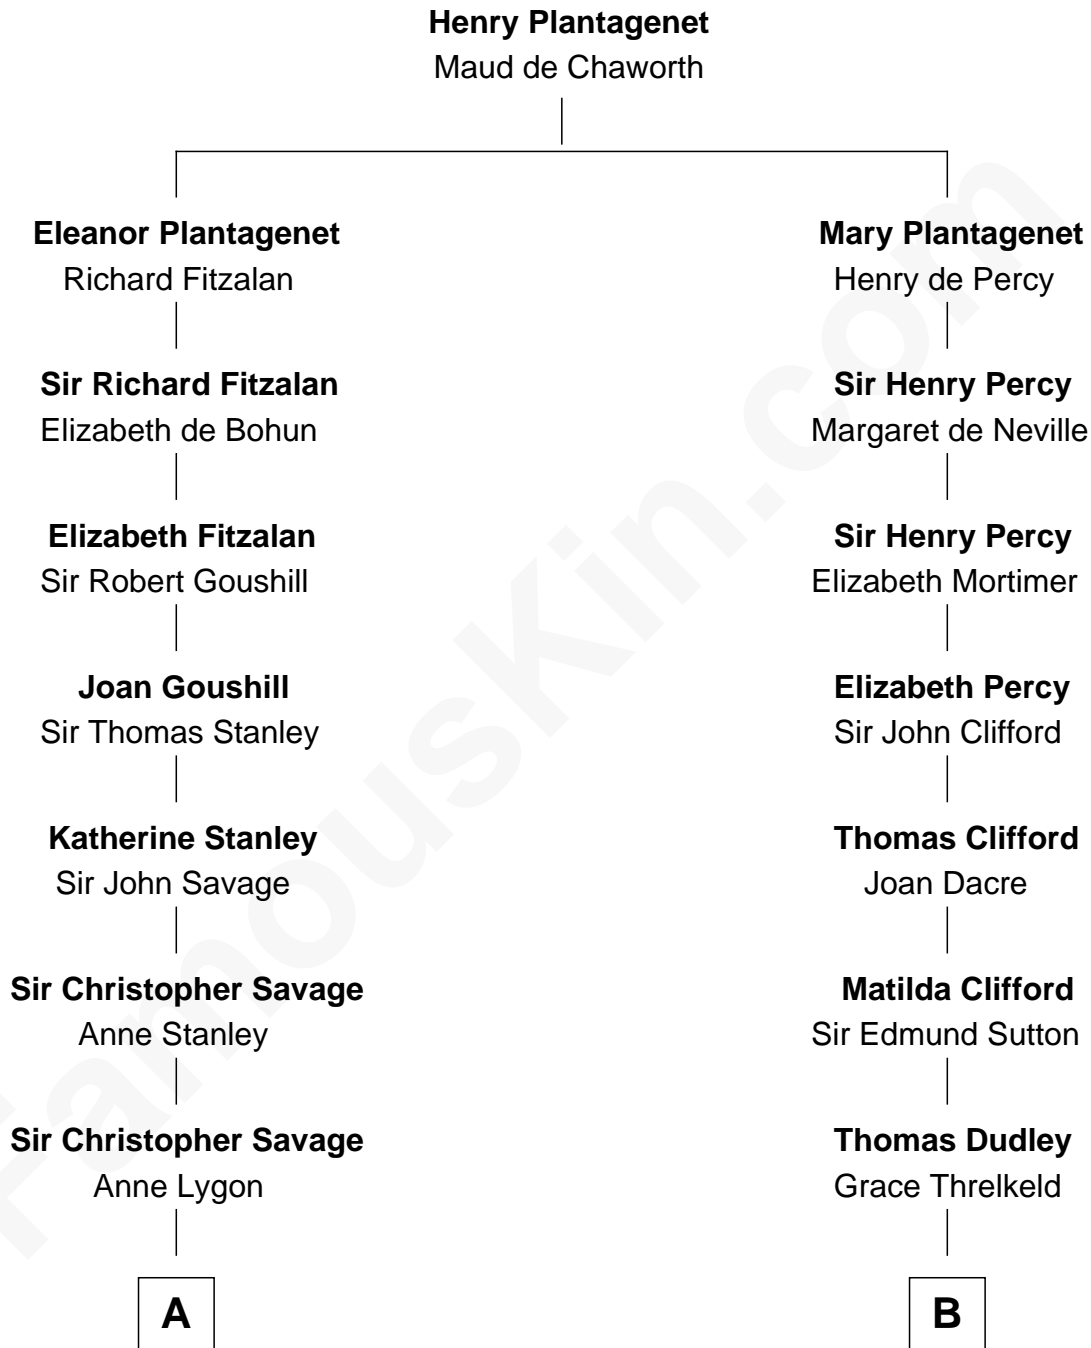 Henry Plantagenet
Maud de Chaworth
Eleanor Plantagenet
Richard Fitzalan
Mary Plantagenet
Henry de Percy
Sir Richard Fitzalan
Elizabeth de Bohun
Sir Henry Percy
Margaret de Neville
Elizabeth Fitzalan
Sir Robert Goushill
Sir Henry Percy
Elizabeth Mortimer
Joan Goushill
Sir Thomas Stanley
Elizabeth Percy
Sir John Clifford
Katherine Stanley
Sir John Savage
Thomas Clifford
Joan Dacre
Sir Christopher Savage
Anne Stanley
Matilda Clifford
Sir Edmund Sutton
Sir Christopher Savage
Anne Lygon
Thomas Dudley
Grace Threlkeld
A
B
FamousKin.com